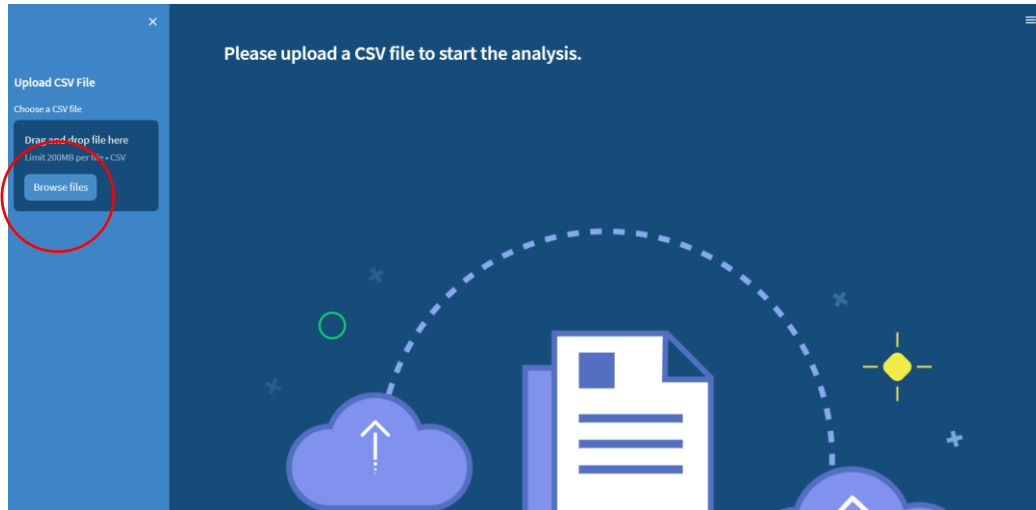 Please upload a CSV file to start the analysis.
Upload CSV File
Choose a CSV file
Drag and drop file here
Limit 200MB per file • CSV
Browse files